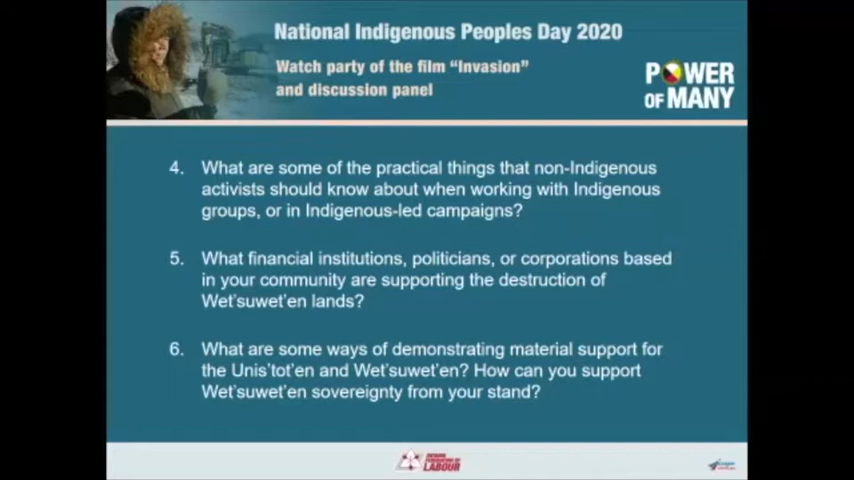 National Indigenous Peoples Day 2020
Watch party of the film “Invasion”
and discussion panel
POWER
OF MANY
4. What are some of the practical things that non-Indigenous
activists should know about when working with Indigenous
groups, or in Indigenous-led campaigns?
5. What financial institutions, politicians, or corporations based
in your community are supporting the destruction of
Wet’suwet’en lands?
6. What are some ways of demonstrating material support for
the Unis’tot’en and Wet’suwet’en? How can you support
Wet’suwet’en sovereignty from your stand?
ONTARIO
FEDERATION OF
LABOUR